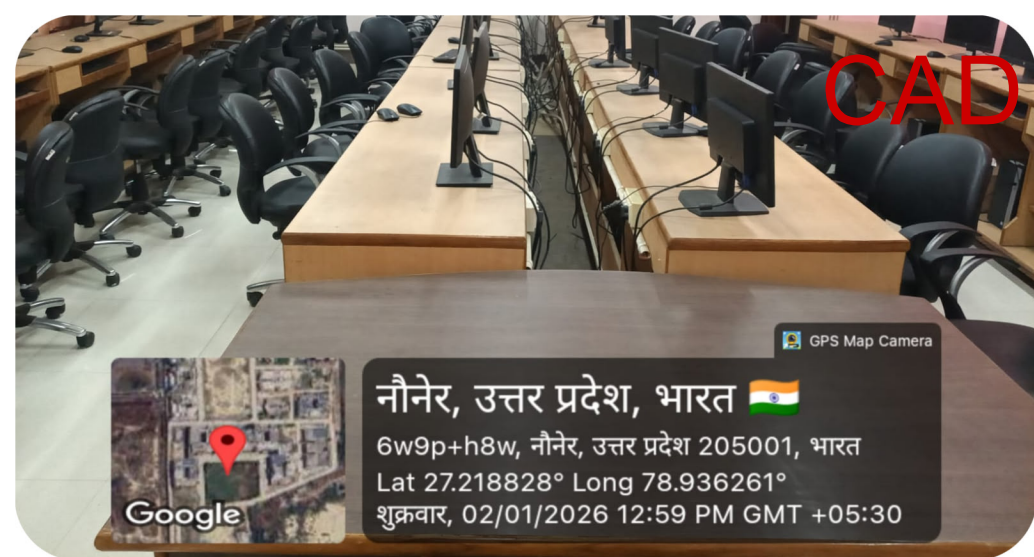 CAD
GPS Map Camera
नौनेर, उत्तर प्रदेश, भारत 🇮🇳
6w9p+h8w, नौनेर, उत्तर प्रदेश 205001, भारत
Lat 27.218828° Long 78.936261°
शुक्रवार, 02/01/2026 12:59 PM GMT +05:30
Google